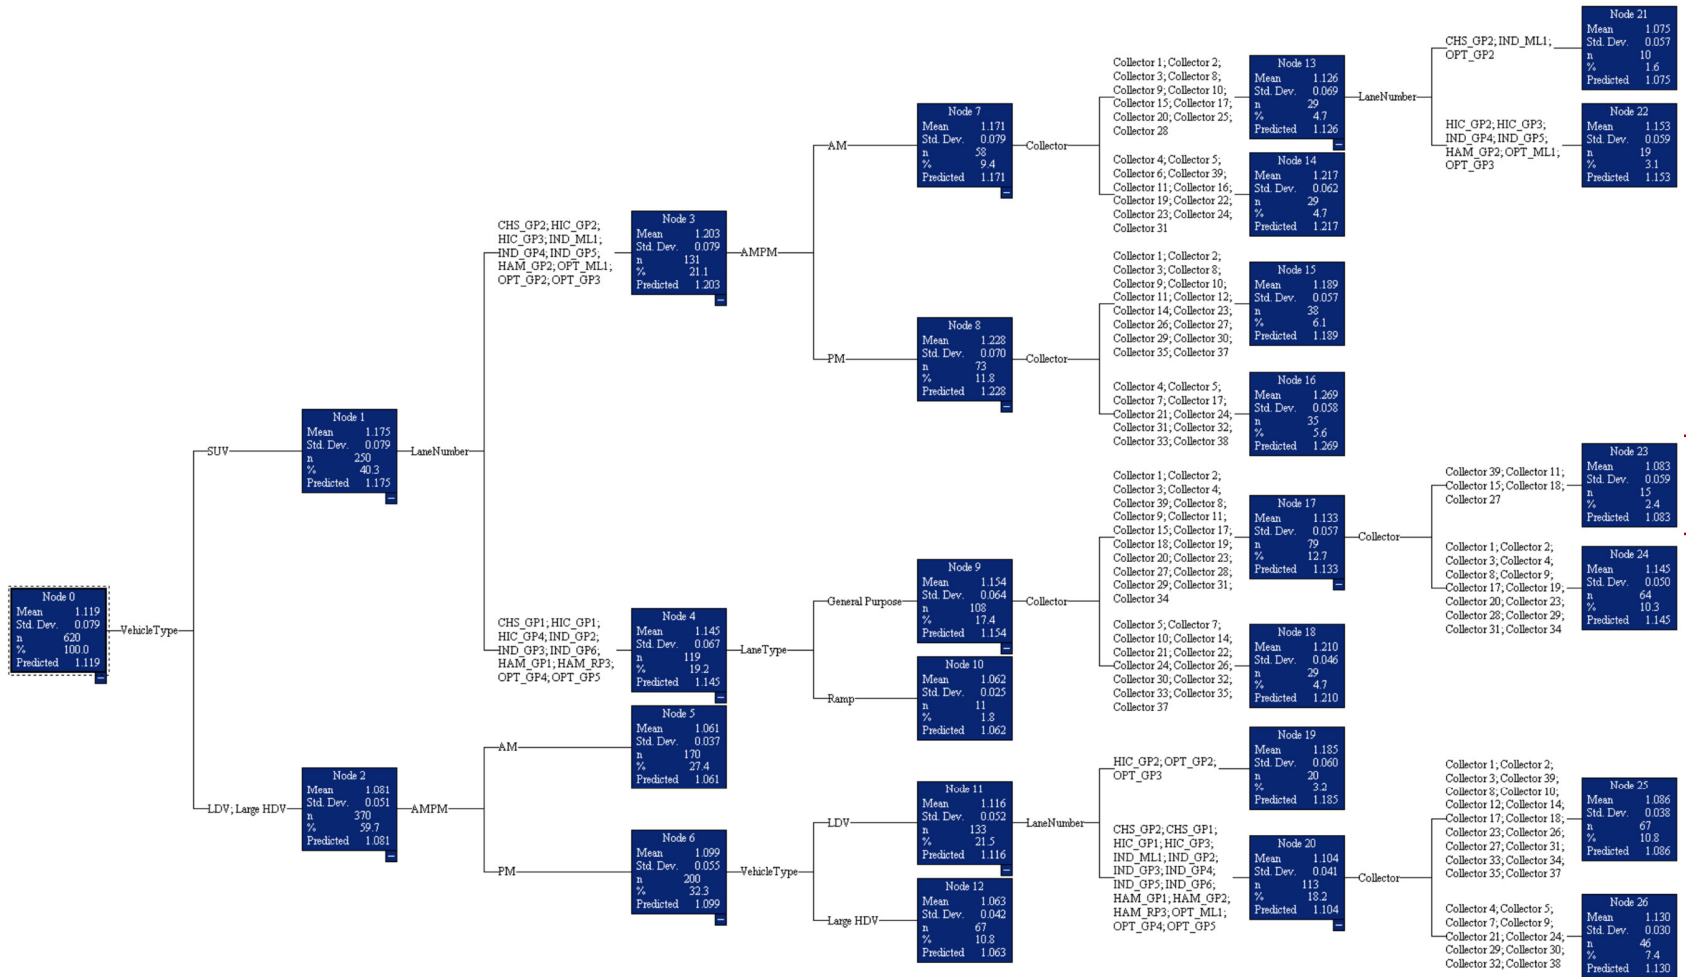 Node 0
Mean 1.119
Std. Dev. 0.079
n 620
% 100.0
Predicted 1.119
VehicleType
SUV
Node 1
Mean 1.175
Std. Dev. 0.079
n 250
% 40.3
Predicted 1.175
LaneNumber
LDV; Large HDV
Node 2
Mean 1.081
Std. Dev. 0.051
n 370
% 59.7
Predicted 1.081
AMPM
CHS_GP2; HIC_GP2;
HIC_GP3; IND_ML1;
IND_GP4; IND_GP5;
HAM_GP2; OPT_ML1;
OPT_GP2; OPT_GP3
Node 3
Mean 1.203
Std. Dev. 0.079
n 131
% 21.1
Predicted 1.203
AMPM
CHS_GP1; HIC_GP1;
HIC_GP4; IND_GP2;
IND_GP3; IND_GP6;
HAM_GP1; HAM_RP3;
OPT_GP4; OPT_GP5
Node 4
Mean 1.145
Std. Dev. 0.067
n 119
% 19.2
Predicted 1.145
LaneType
AM
Node 5
Mean 1.061
Std. Dev. 0.037
n 170
% 27.4
Predicted 1.061
PM
Node 6
Mean 1.099
Std. Dev. 0.055
n 200
% 32.3
Predicted 1.099
VehicleType
AM
Node 7
Mean 1.171
Std. Dev. 0.079
n 58
% 9.4
Predicted 1.171
Collector
PM
Node 8
Mean 1.228
Std. Dev. 0.070
n 73
% 11.8
Predicted 1.228
Collector
General Purpose
Node 9
Mean 1.154
Std. Dev. 0.064
n 108
% 17.4
Predicted 1.154
Collector
Ramp
Node 10
Mean 1.062
Std. Dev. 0.025
n 11
% 1.8
Predicted 1.062
LDV
Node 11
Mean 1.116
Std. Dev. 0.052
n 133
% 21.5
Predicted 1.116
LaneNumber
Large HDV
Node 12
Mean 1.063
Std. Dev. 0.042
n 67
% 10.8
Predicted 1.063
Collector 1; Collector 2;
Collector 3; Collector 8;
Collector 9; Collector 10;
Collector 15; Collector 17;
Collector 20; Collector 25;
Collector 28
Node 13
Mean 1.126
Std. Dev. 0.069
n 29
% 4.7
Predicted 1.126
LaneNumber
Collector 4; Collector 5;
Collector 6; Collector 39;
Collector 11; Collector 16;
Collector 19; Collector 22;
Collector 23; Collector 24;
Collector 31
Node 14
Mean 1.217
Std. Dev. 0.062
n 29
% 4.7
Predicted 1.217
Collector 1; Collector 2;
Collector 3; Collector 8;
Collector 9; Collector 10;
Collector 11; Collector 12;
Collector 14; Collector 23;
Collector 26; Collector 27;
Collector 29; Collector 30;
Collector 35; Collector 37
Node 15
Mean 1.189
Std. Dev. 0.057
n 38
% 6.1
Predicted 1.189
Collector 4; Collector 5;
Collector 7; Collector 17;
Collector 21; Collector 24;
Collector 31; Collector 32;
Collector 33; Collector 38
Node 16
Mean 1.269
Std. Dev. 0.058
n 35
% 5.6
Predicted 1.269
Collector 1; Collector 2;
Collector 3; Collector 4;
Collector 39; Collector 8;
Collector 9; Collector 11;
Collector 15; Collector 17;
Collector 18; Collector 19;
Collector 20; Collector 23;
Collector 27; Collector 28;
Collector 29; Collector 31;
Collector 34
Node 17
Mean 1.133
Std. Dev. 0.057
n 79
% 12.7
Predicted 1.133
Collector
Collector 5; Collector 7;
Collector 10; Collector 14;
Collector 21; Collector 22;
Collector 24; Collector 26;
Collector 30; Collector 32;
Collector 33; Collector 35;
Collector 37
Node 18
Mean 1.210
Std. Dev. 0.046
n 29
% 4.7
Predicted 1.210
HIC_GP2; OPT_GP2;
OPT_GP3
Node 19
Mean 1.185
Std. Dev. 0.060
n 20
% 3.2
Predicted 1.185
CHS_GP2; CHS_GP1;
HIC_GP1; HIC_GP3;
IND_ML1; IND_GP2;
IND_GP3; IND_GP4;
IND_GP5; IND_GP6;
HAM_GP1; HAM_GP2;
HAM_RP3; OPT_ML1;
OPT_GP4; OPT_GP5
Node 20
Mean 1.104
Std. Dev. 0.041
n 113
% 18.2
Predicted 1.104
Collector
CHS_GP2; IND_ML1;
OPT_GP2
Node 21
Mean 1.075
Std. Dev. 0.057
n 10
% 1.6
Predicted 1.075
HIC_GP2; HIC_GP3;
IND_GP4; IND_GP5;
HAM_GP2; OPT_ML1;
OPT_GP3
Node 22
Mean 1.153
Std. Dev. 0.059
n 19
% 3.1
Predicted 1.153
Collector 39; Collector 11;
Collector 15; Collector 18;
Collector 27
Node 23
Mean 1.083
Std. Dev. 0.059
n 15
% 2.4
Predicted 1.083
Collector 1; Collector 2;
Collector 3; Collector 4;
Collector 8; Collector 9;
Collector 17; Collector 19;
Collector 20; Collector 23;
Collector 28; Collector 29;
Collector 31; Collector 34
Node 24
Mean 1.145
Std. Dev. 0.050
n 64
% 10.3
Predicted 1.145
Collector 1; Collector 2;
Collector 3; Collector 39;
Collector 8; Collector 10;
Collector 12; Collector 14;
Collector 17; Collector 18;
Collector 23; Collector 26;
Collector 27; Collector 31;
Collector 33; Collector 34;
Collector 35; Collector 37
Node 25
Mean 1.086
Std. Dev. 0.038
n 67
% 10.8
Predicted 1.086
Collector 4; Collector 5;
Collector 7; Collector 9;
Collector 21; Collector 24;
Collector 29; Collector 30;
Collector 32; Collector 38
Node 26
Mean 1.130
Std. Dev. 0.030
n 46
% 7.4
Predicted 1.130